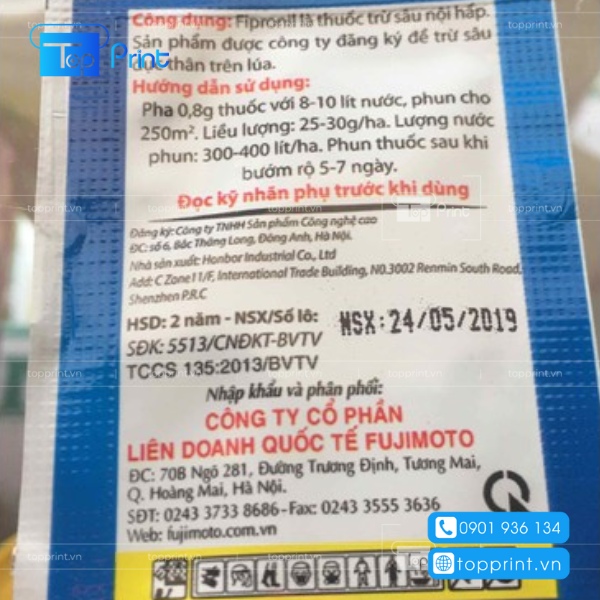 Công dụng: Fipronil là thuốc trừ sâu nội hấp.
Sản phẩm được công ty đăng ký để trừ sâu
đục thân trên lúa.
Top Print
Hướng dẫn sử dụng:
Pha 0,8g thuốc với 8-10 lít nước, phun cho
250m². Liều lượng: 25-30g/ha. Lượng nước
phun: 300-400 lít/ha. Phun thuốc sau khi
bướm rộ 5-7 ngày.
Đọc kỹ nhãn phụ trước khi dùng
Đăng ký: Công ty TNHH Sản phẩm Công nghệ cao
ĐC: số 6, Bắc Thăng Long, Đông Anh, Hà Nội.
Nhà sản xuất: Honbor Industrial Co., Ltd
Add: C Zone11/F, International Trade Building, N0.3002 Renmin South Road,
Shenzhen P.R.C
HSD: 2 năm - NSX/Số lô:
NSX: 24/05/2019
SĐK: 5513/CNĐKT-BVTV
TCCS 135:2013/BVTV
Nhập khẩu và phân phối:
CÔNG TY CỔ PHẦN
LIÊN DOANH QUỐC TẾ FUJIMOTO
ĐC: 70B Ngõ 281, Đường Trương Định, Tương Mai,
Q. Hoàng Mai, Hà Nội.
SĐT: 0243 3733 8686 - Fax: 0243 3555 3636
Web: fujimoto.com.vn
0901 936 134
topprint.vn